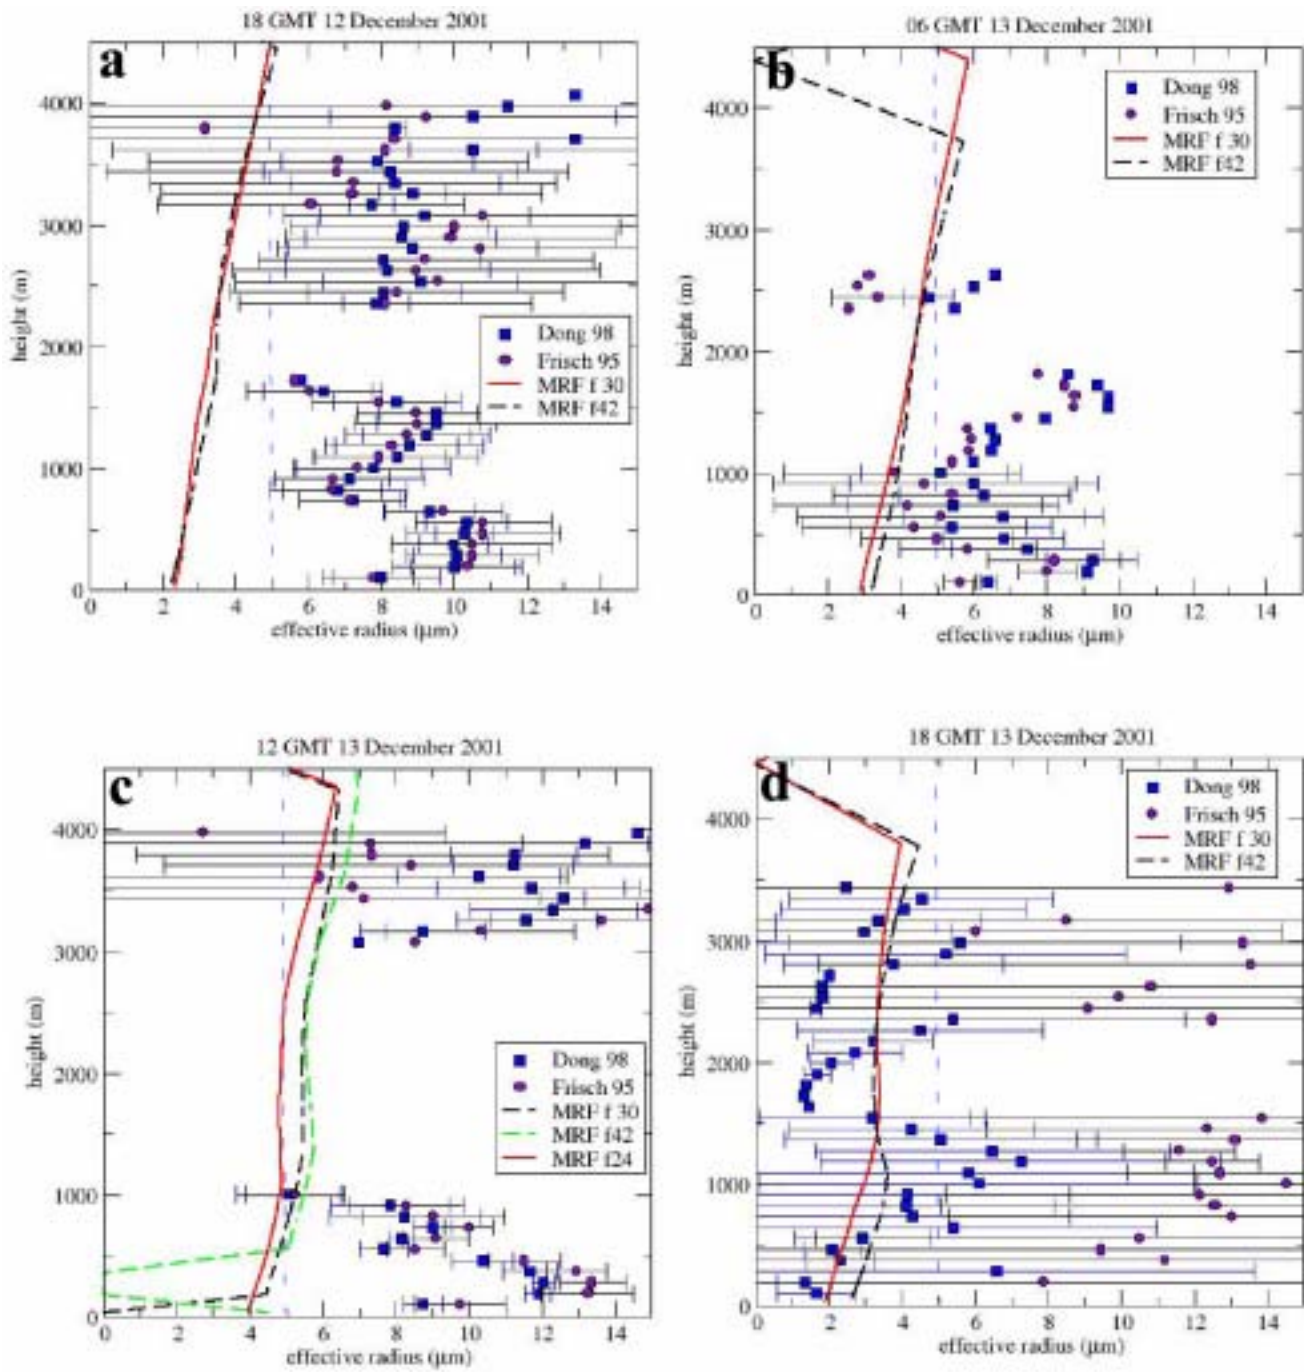 18 GMT 12 December 2001
a
4000
3000
2000
1000
0
height (m)
Dong 98
Frisch 95
MRF f 30
MRF f42
0 2 4 6 8 10 12 14
effective radius (μm)
06 GMT 13 December 2001
b
4000
3000
2000
1000
0
height (m)
Dong 98
Frisch 95
MRF f 30
MRF f42
0 2 4 6 8 10 12 14
effective radius (μm)
12 GMT 13 December 2001
c
4000
3000
2000
1000
0
height (m)
Dong 98
Frisch 95
MRF f 30
MRF f42
MRF f24
0 2 4 6 8 10 12 14
effective radius (μm)
18 GMT 13 December 2001
d
4000
3000
2000
1000
0
height (m)
Dong 98
Frisch 95
MRF f 30
MRF f42
0 2 4 6 8 10 12 14
effective radius (μm)